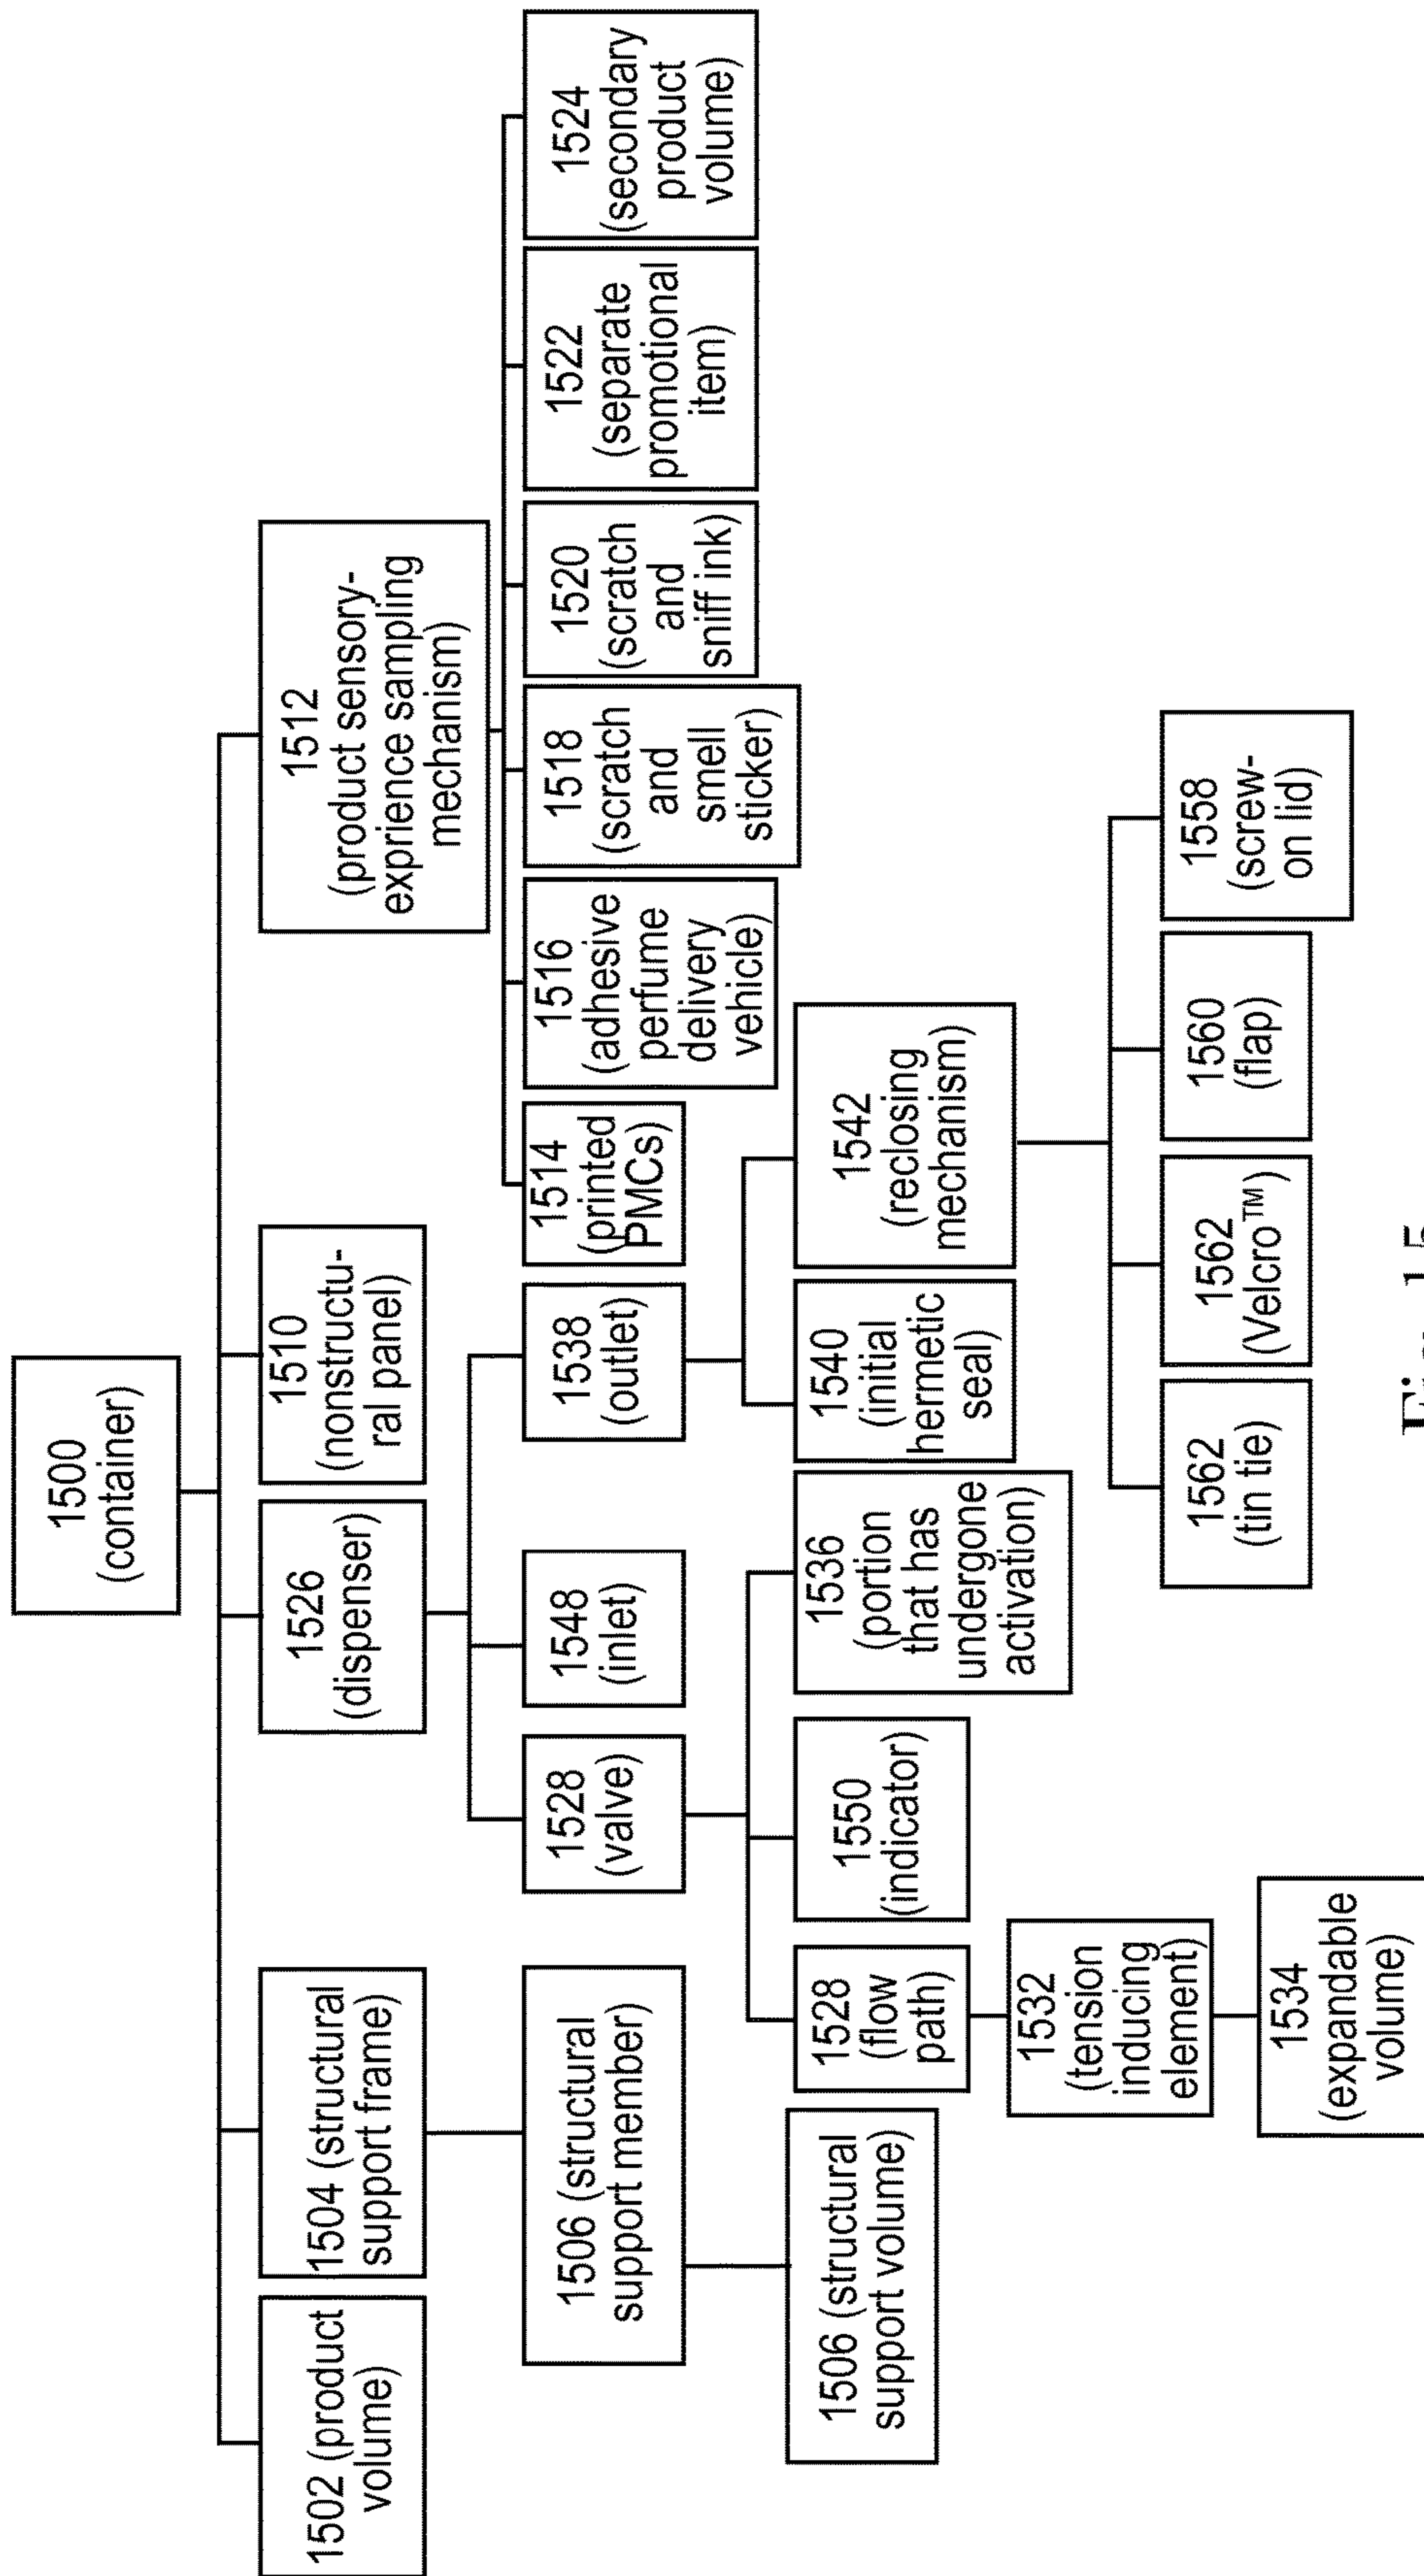 1500
(container)
1502 (product
volume)
1504 (structural
support frame)
1526
(dispenser)
1510
(nonstructu-
ral panel)
1512
(product sensory-
exprience sampling
mechanism)
1506 (structural
support member)
1528
(valve)
1548
(inlet)
1538
(outlet)
1514
(printed
PMCs)
1516
(adhesive
perfume
delivery
vehicle)
1518
(scratch
and
smell
sticker)
1520
(scratch
and
sniff ink)
1522
(separate
promotional
item)
1524
(secondary
product
volume)
1506 (structural
support volume)
1528
(flow
path)
1550
(indicator)
1536
(portion
that has
undergone
activation)
1540
(initial
hermetic
seal)
1542
(reclosing
mechanism)
1532
(tension
inducing
element)
1562
(tin tie)
1562
(Velcro™)
1560
(flap)
1558
(screw-
on lid)
1534
(expandable
volume)
Fig. 15